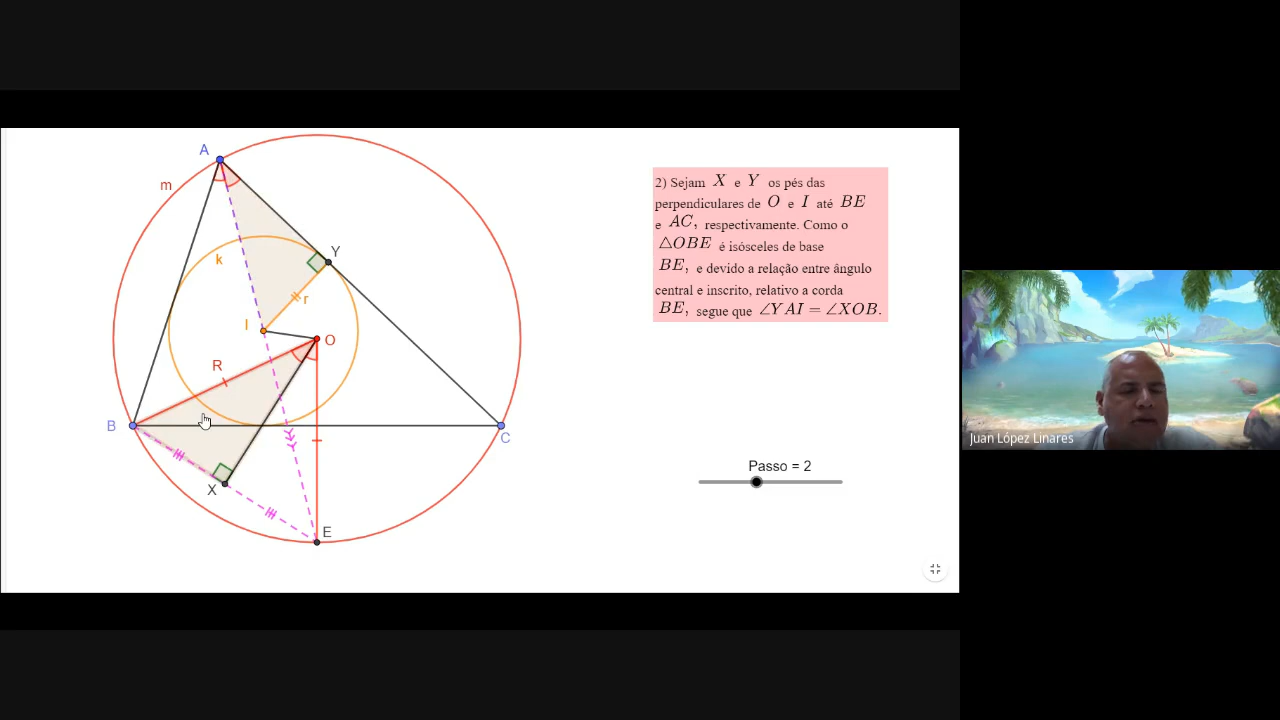 A
m
Y
k
r
I
O
R
B
C
X
E
2) Sejam X e Y os pés das
perpendiculares de O e I até BE
e AC, respectivamente. Como o
△OBE é isósceles de base
BE, e devido a relação entre ângulo
central e inscrito, relativo a corda
BE, segue que ∠YAI = ∠XOB.
Passo = 2
Juan López Linares